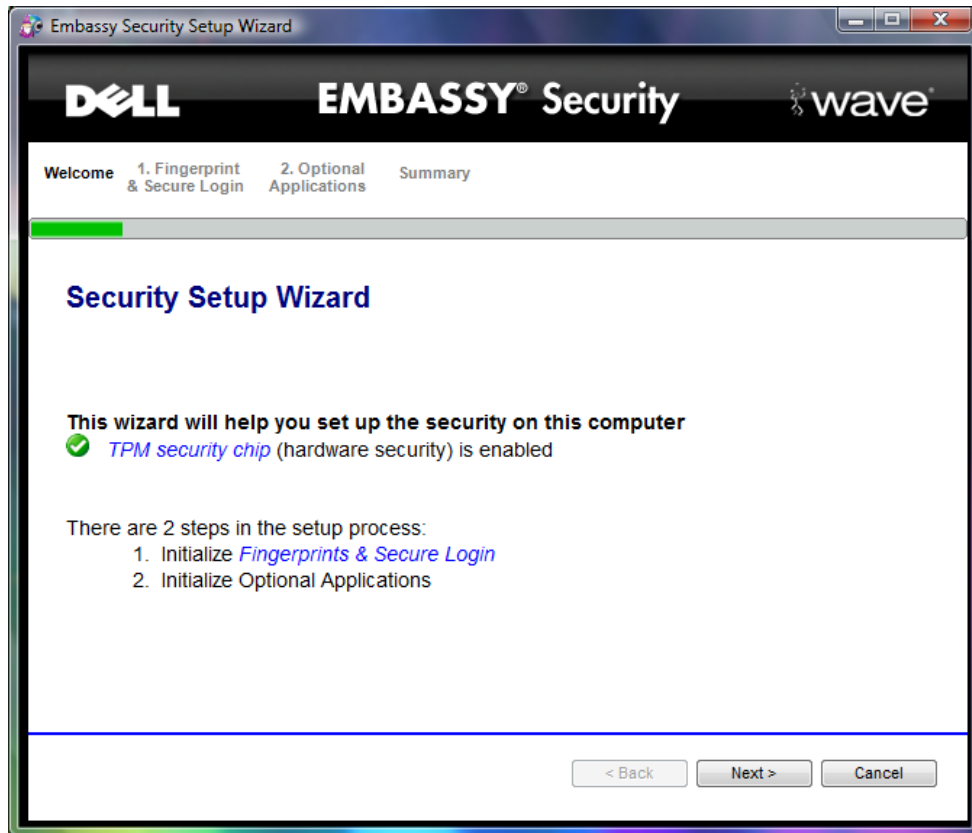 Embassy Security Setup Wizard
DELL EMBASSY® Security wave
Welcome 1. Fingerprint & Secure Login 2. Optional Applications Summary
Security Setup Wizard
This wizard will help you set up the security on this computer
TPM security chip (hardware security) is enabled
There are 2 steps in the setup process:
1. Initialize Fingerprints & Secure Login
2. Initialize Optional Applications
< Back Next > Cancel